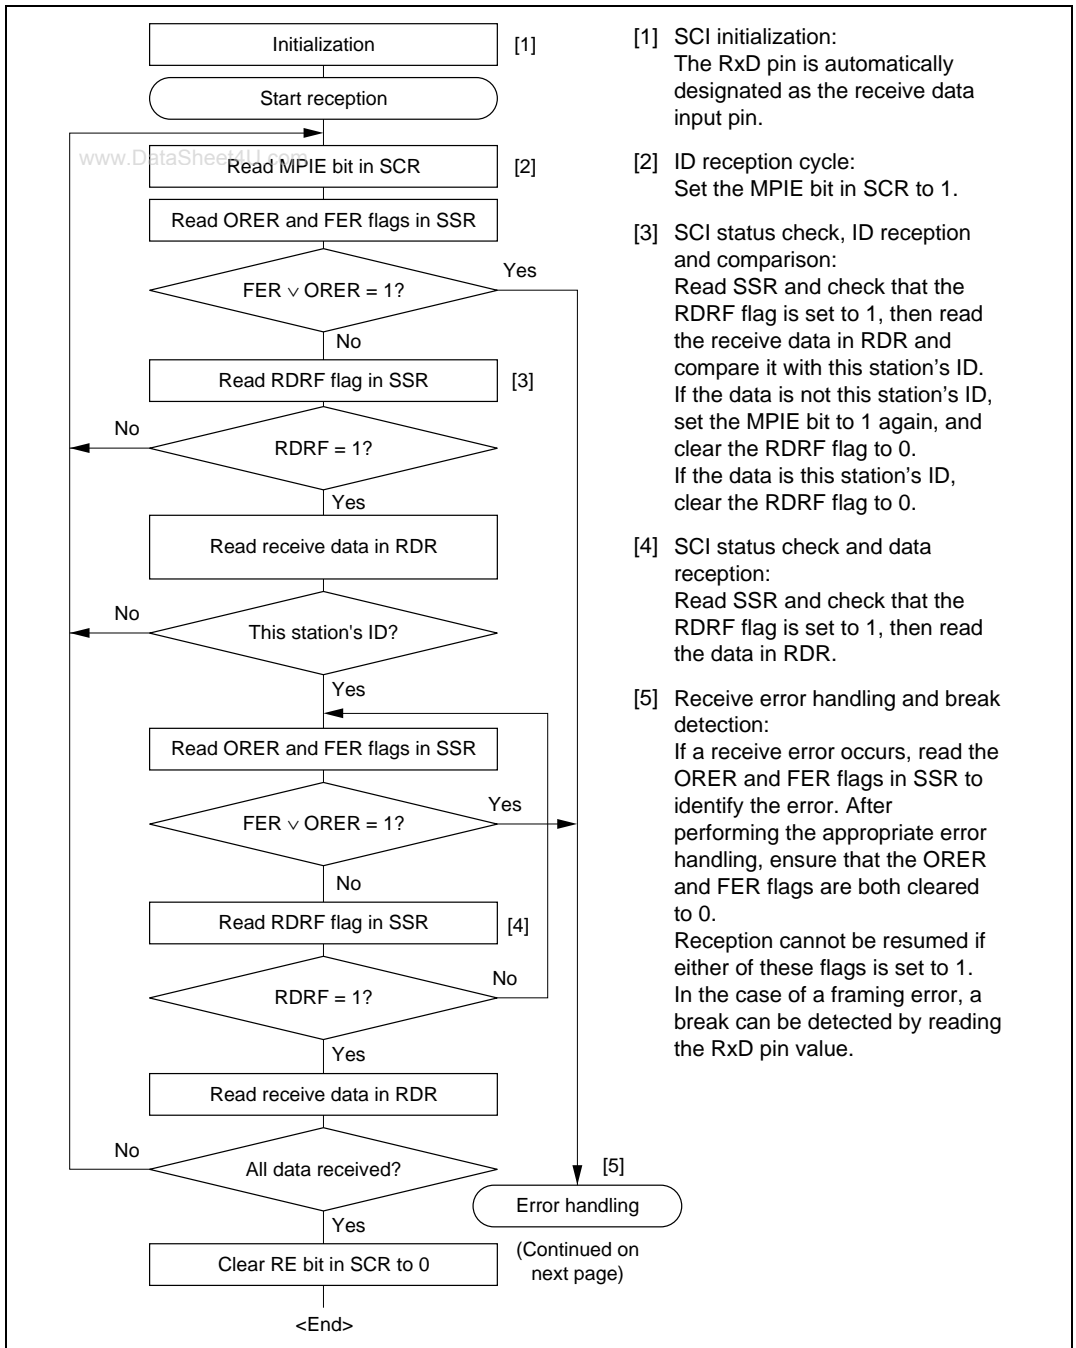 Initialization [1]
Start reception
www.DataSheet4U.com
Read MPIE bit in SCR [2]
Read ORER and FER flags in SSR
FER ∨ ORER = 1?
Yes
No
Read RDRF flag in SSR [3]
No
RDRF = 1?
Yes
Read receive data in RDR
No
This station's ID?
Yes
Read ORER and FER flags in SSR
Yes
FER ∨ ORER = 1?
No
Read RDRF flag in SSR [4]
No
RDRF = 1?
Yes
Read receive data in RDR
No
All data received?
[5]
Error handling
Yes
(Continued on
next page)
Clear RE bit in SCR to 0
<End>
[1] SCI initialization:
The RxD pin is automatically
designated as the receive data
input pin.
[2] ID reception cycle:
Set the MPIE bit in SCR to 1.
[3] SCI status check, ID reception
and comparison:
Read SSR and check that the
RDRF flag is set to 1, then read
the receive data in RDR and
compare it with this station's ID.
If the data is not this station's ID,
set the MPIE bit to 1 again, and
clear the RDRF flag to 0.
If the data is this station's ID,
clear the RDRF flag to 0.
[4] SCI status check and data
reception:
Read SSR and check that the
RDRF flag is set to 1, then read
the data in RDR.
[5] Receive error handling and break
detection:
If a receive error occurs, read the
ORER and FER flags in SSR to
identify the error. After
performing the appropriate error
handling, ensure that the ORER
and FER flags are both cleared
to 0.
Reception cannot be resumed if
either of these flags is set to 1.
In the case of a framing error, a
break can be detected by reading
the RxD pin value.